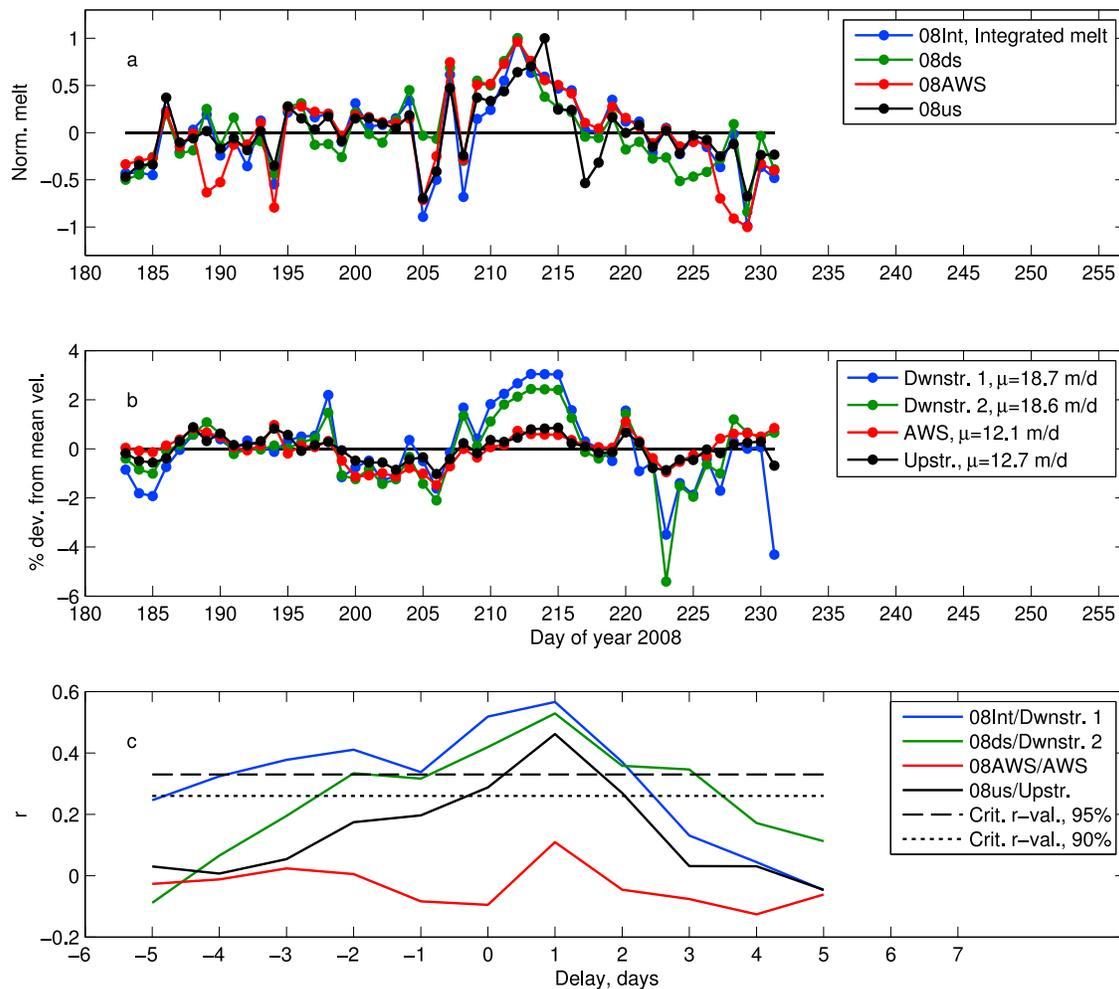 a
Norm. melt
1
0.5
0
−0.5
−1
180 185 190 195 200 205 210 215 220 225 230 235 240 245 250 255
08Int, Integrated melt
08ds
08AWS
08us
b
% dev. from mean vel.
4
2
0
−2
−4
−6
180 185 190 195 200 205 210 215 220 225 230 235 240 245 250 255
Day of year 2008
Dwnstr. 1, μ=18.7 m/d
Dwnstr. 2, μ=18.6 m/d
AWS, μ=12.1 m/d
Upstr., μ=12.7 m/d
c
r
0.6
0.4
0.2
0
−0.2
−6 −5 −4 −3 −2 −1 0 1 2 3 4 5 6 7
Delay, days
08Int/Dwnstr. 1
08ds/Dwnstr. 2
08AWS/AWS
08us/Upstr.
Crit. r−val., 95%
Crit. r−val., 90%